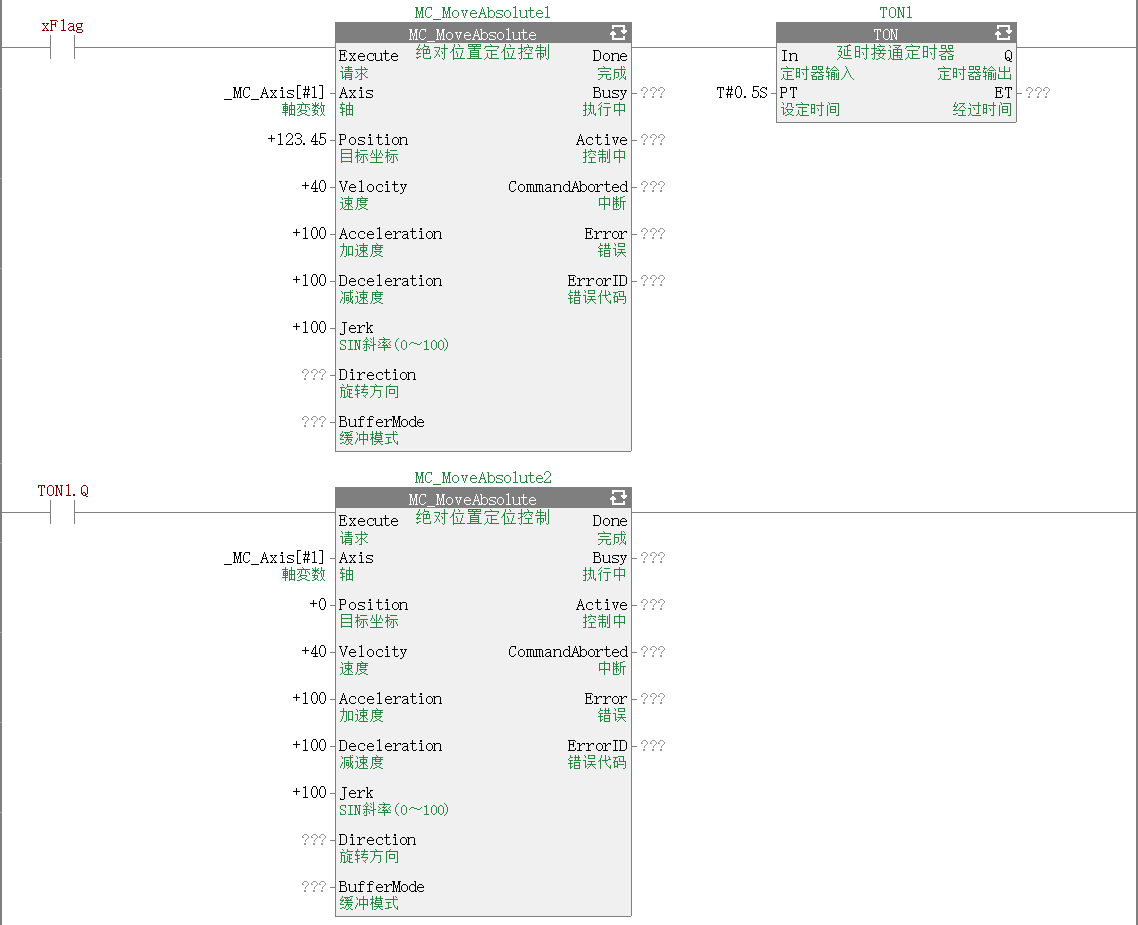 MC_MoveAbsolute1
TON1
xFlag
MC_MoveAbsolute
TON
Execute 绝对位置定位控制 Done
In 延时接通定时器 Q
请求 完成
定时器输入 定时器输出
_MC_Axis[#1] Axis Busy ???
T#0.5S PT ET ???
軸変数 轴 执行中
设定时间 经过时间
+123.45 Position Active ???
目标坐标 控制中
+40 Velocity CommandAborted ???
速度 中断
+100 Acceleration Error ???
加速度 错误
+100 Deceleration ErrorID ???
减速度 错误代码
+100 Jerk
SIN斜率(0～100)
??? Direction
旋转方向
??? BufferMode
缓冲模式
MC_MoveAbsolute2
TON1.Q
MC_MoveAbsolute
Execute 绝对位置定位控制 Done
请求 完成
_MC_Axis[#1] Axis Busy ???
軸変数 轴 执行中
+0 Position Active ???
目标坐标 控制中
+40 Velocity CommandAborted ???
速度 中断
+100 Acceleration Error ???
加速度 错误
+100 Deceleration ErrorID ???
减速度 错误代码
+100 Jerk
SIN斜率(0～100)
??? Direction
旋转方向
??? BufferMode
缓冲模式